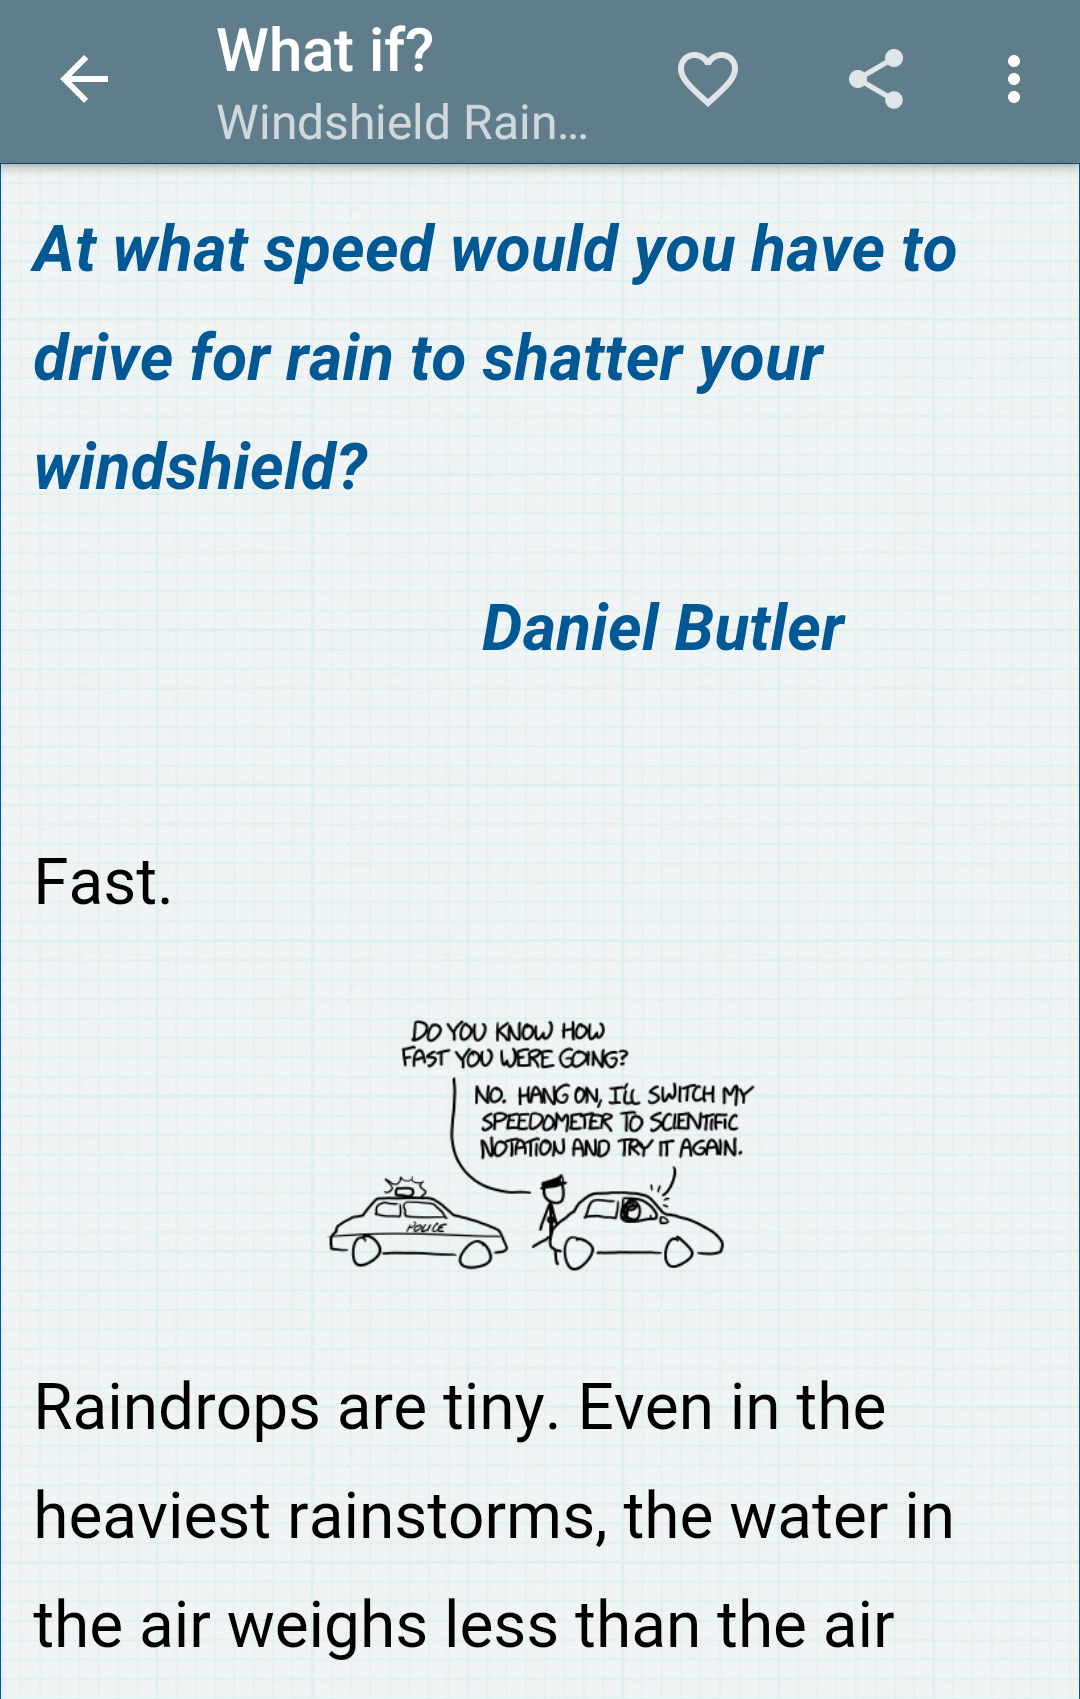 What if?
Windshield Rain...
At what speed would you have to
drive for rain to shatter your
windshield?
Daniel Butler
Fast.
DO YOU KNOW HOW
FAST YOU WERE GOING?
NO. HANG ON, I'LL SWITCH MY
SPEEDOMETER TO SCIENTIFIC
NOTATION AND TRY IT AGAIN.
POLICE
Raindrops are tiny. Even in the
heaviest rainstorms, the water in
the air weighs less than the air